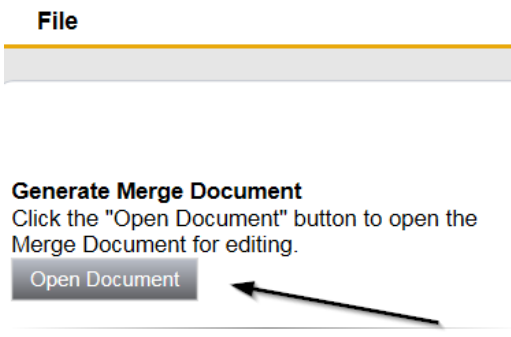 File
Generate Merge Document
Click the "Open Document" button to open the
Merge Document for editing.
Open Document